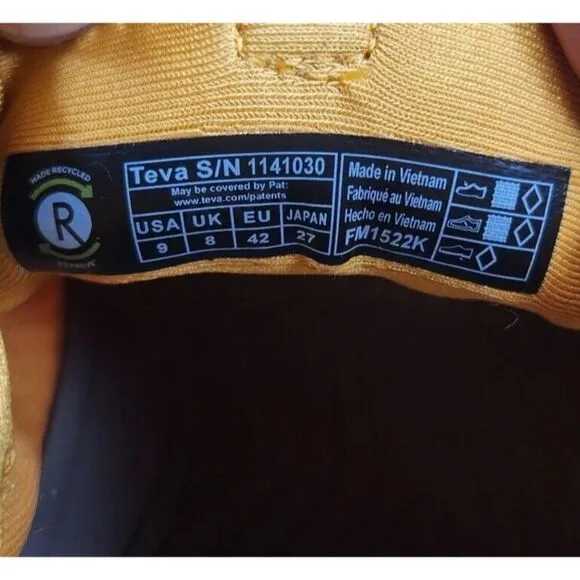 MADE RECYCLED
R
REPREVE
Teva S/N 1141030
May be covered by Pat:
www.teva.com/patents
USA UK EU JAPAN
9 8 42 27
Made in Vietnam
Fabriqué au Vietnam
Hecho en Vietnam
FM1522K